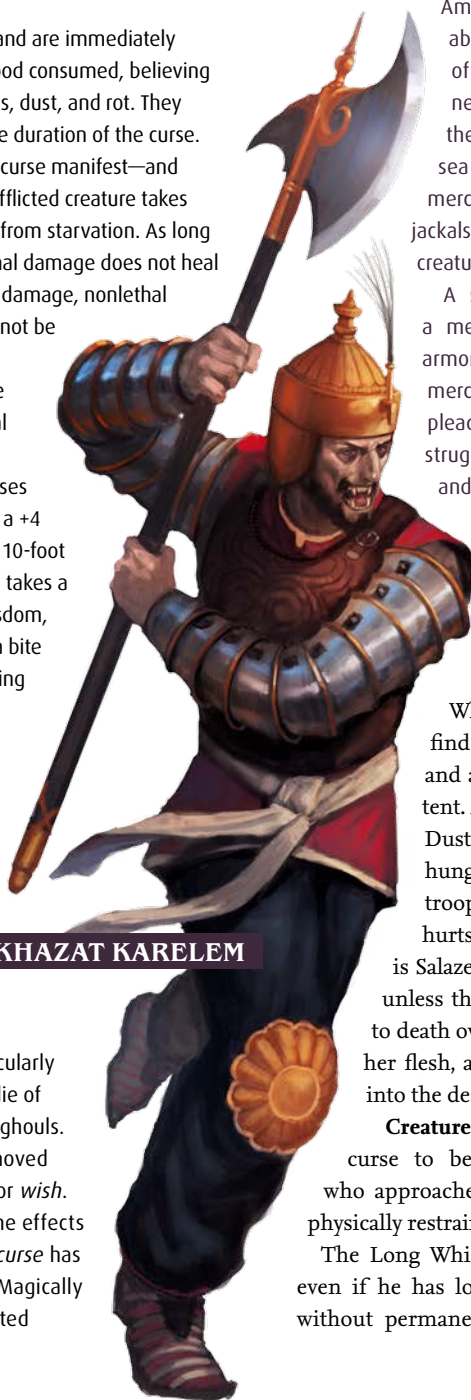 and are immediately
ood consumed, believing
s, dust, and rot. They
e duration of the curse.
curse manifest—and
fflicted creature takes
from starvation. As long
nal damage does not heal
damage, nonlethal
not be
e
al
ses
a +4
10-foot
takes a
sdom,
a bite
ing
KHAZAT KARELEM
cularly
die of
ghouls.
moved
or wish.
he effects
curse has
Magically
ted
Am
ab
of
ne
the
sea
merc
jackals
creatu
A s
a me
armor
merc
pleac
strug
and
Wh
find
and a
tent. A
Dust
hung
troop
hurts
is Salaze
unless th
to death ov
her flesh, a
into the des
Creature
curse to be
who approache
physically restrain
The Long Whi
even if he has lo
without permane